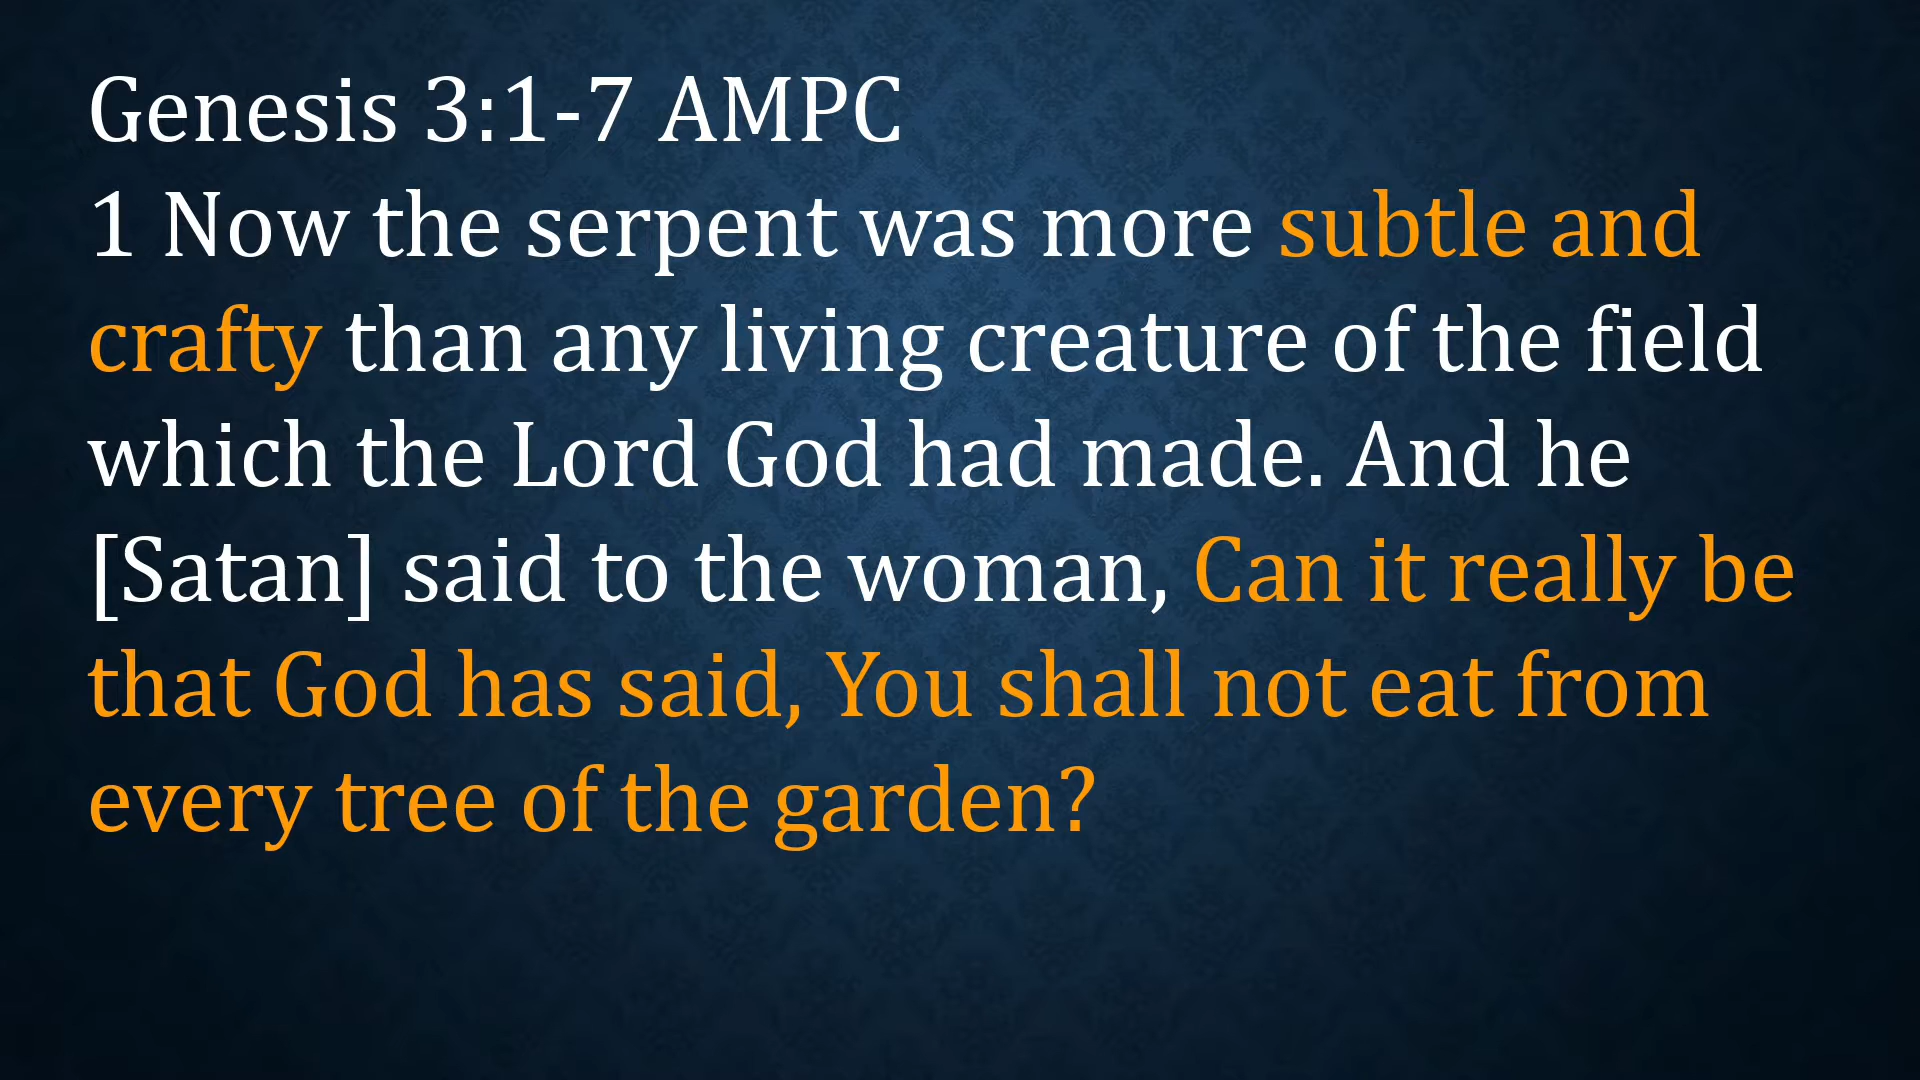 Genesis 3:1-7 AMPC
1 Now the serpent was more subtle and
crafty than any living creature of the field
which the Lord God had made. And he
[Satan] said to the woman, Can it really be
that God has said, You shall not eat from
every tree of the garden?